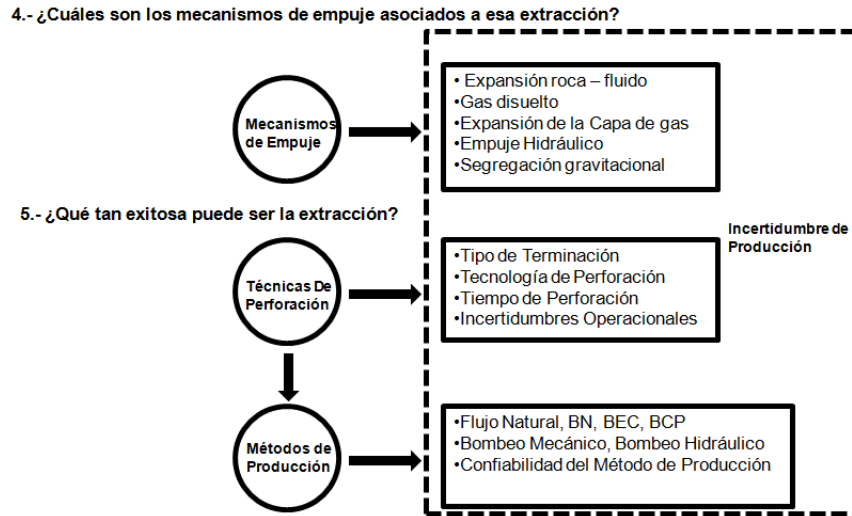 4.- ¿Cuáles son los mecanismos de empuje asociados a esa extracción?
Mecanismos
de Empuje
• Expansión roca – fluido
•Gas disuelto
•Expansión de la Capa de gas
•Empuje Hidráulico
•Segregación gravitacional
5.- ¿Qué tan exitosa puede ser la extracción?
Incertidumbre de
Producción
Técnicas De
Perforación
•Tipo de Terminación
•Tecnología de Perforación
•Tiempo de Perforación
•Incertidumbres Operacionales
Métodos de
Producción
•Flujo Natural, BN, BEC, BCP
•Bombeo Mecánico, Bombeo Hidráulico
•Confiabilidad del Método de Producción